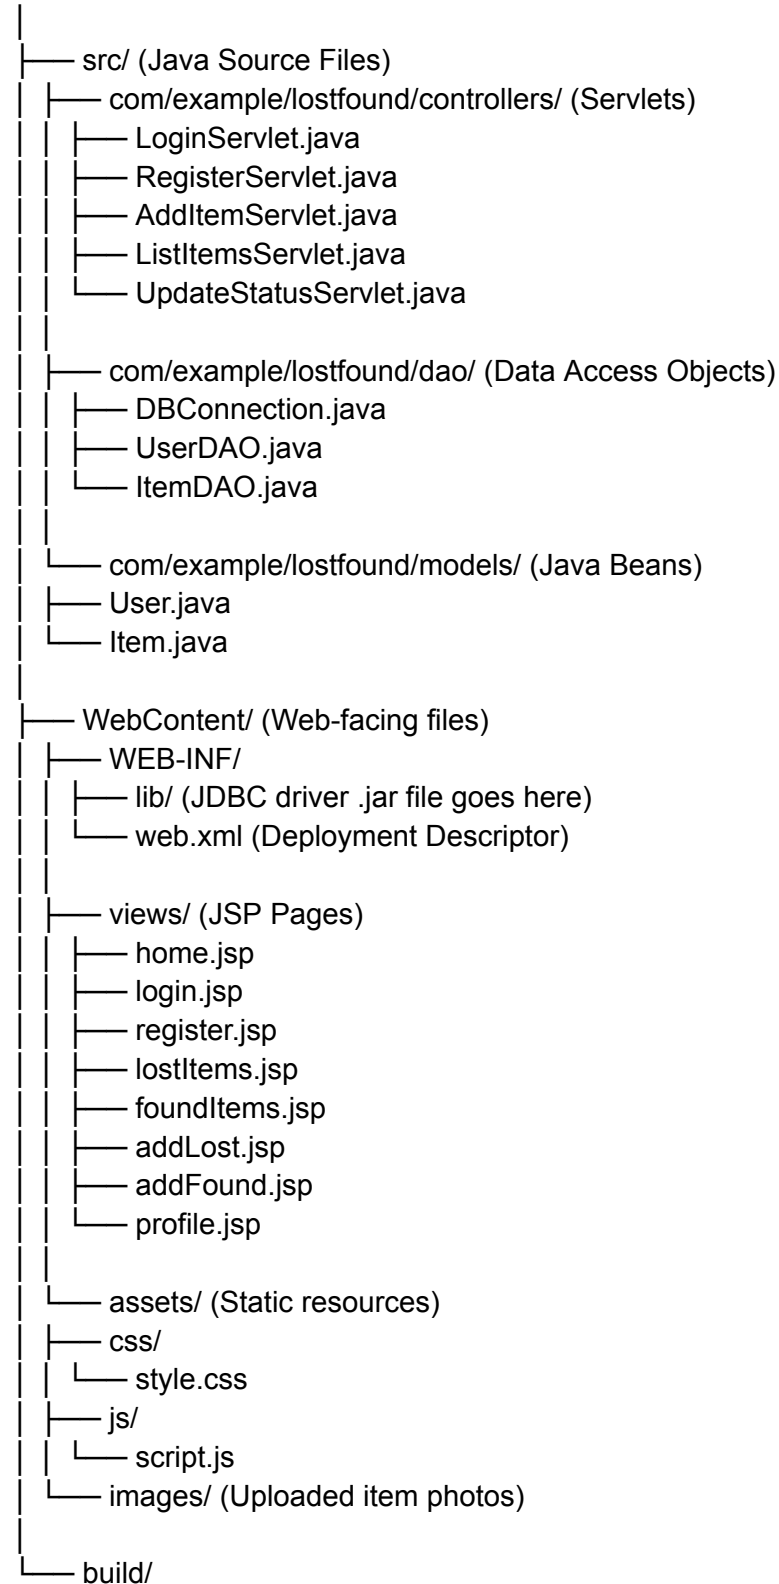 │
├── src/ (Java Source Files)
│ ├── com/example/lostfound/controllers/ (Servlets)
│ │ ├── LoginServlet.java
│ │ ├── RegisterServlet.java
│ │ ├── AddItemServlet.java
│ │ ├── ListItemsServlet.java
│ │ └── UpdateStatusServlet.java
│ │
│ ├── com/example/lostfound/dao/ (Data Access Objects)
│ │ ├── DBConnection.java
│ │ ├── UserDAO.java
│ │ └── ItemDAO.java
│ │
│ └── com/example/lostfound/models/ (Java Beans)
│ ├── User.java
│ └── Item.java
│
├── WebContent/ (Web-facing files)
│ ├── WEB-INF/
│ │ ├── lib/ (JDBC driver .jar file goes here)
│ │ └── web.xml (Deployment Descriptor)
│ │
│ ├── views/ (JSP Pages)
│ │ ├── home.jsp
│ │ ├── login.jsp
│ │ ├── register.jsp
│ │ ├── lostItems.jsp
│ │ ├── foundItems.jsp
│ │ ├── addLost.jsp
│ │ ├── addFound.jsp
│ │ └── profile.jsp
│ │
│ └── assets/ (Static resources)
│ ├── css/
│ │ └── style.css
│ ├── js/
│ │ └── script.js
│ └── images/ (Uploaded item photos)
│
└── build/